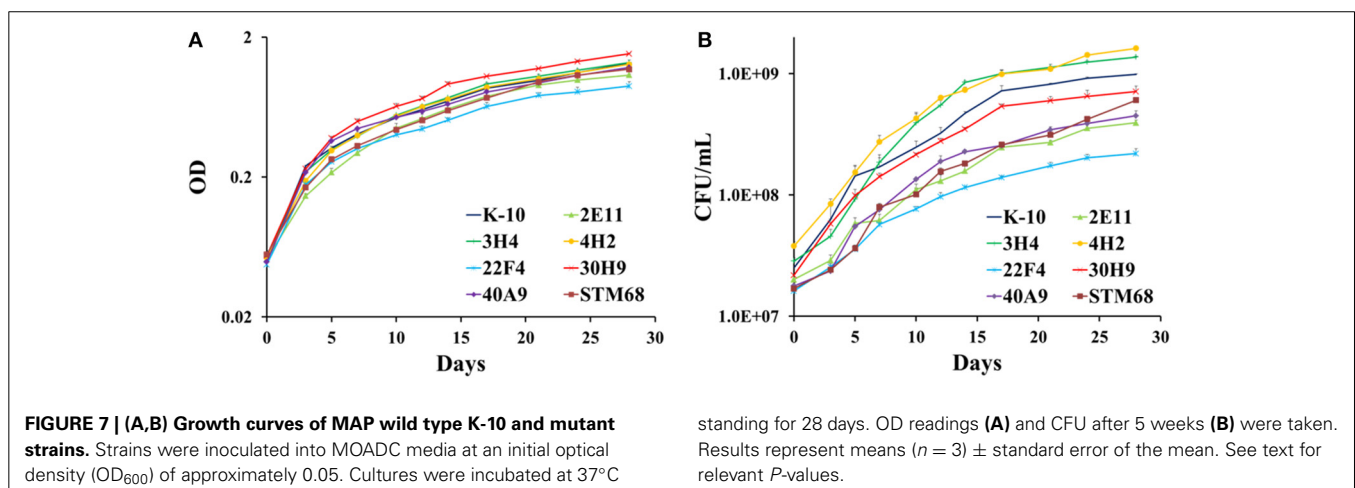 A
2
0.2
0.02
OD
0 5 10 15 20 25 30
Days
K-10 2E11
3H4 4H2
22F4 30H9
40A9 STM68
B
1.0E+09
1.0E+08
1.0E+07
CFU/mL
0 5 10 15 20 25 30
Days
K-10 2E11
3H4 4H2
22F4 30H9
40A9 STM68
FIGURE 7 | (A,B) Growth curves of MAP wild type K-10 and mutant
strains. Strains were inoculated into MOADC media at an initial optical
density (OD₆₀₀) of approximately 0.05. Cultures were incubated at 37°C
standing for 28 days. OD readings (A) and CFU after 5 weeks (B) were taken.
Results represent means (n = 3) ± standard error of the mean. See text for
relevant P-values.